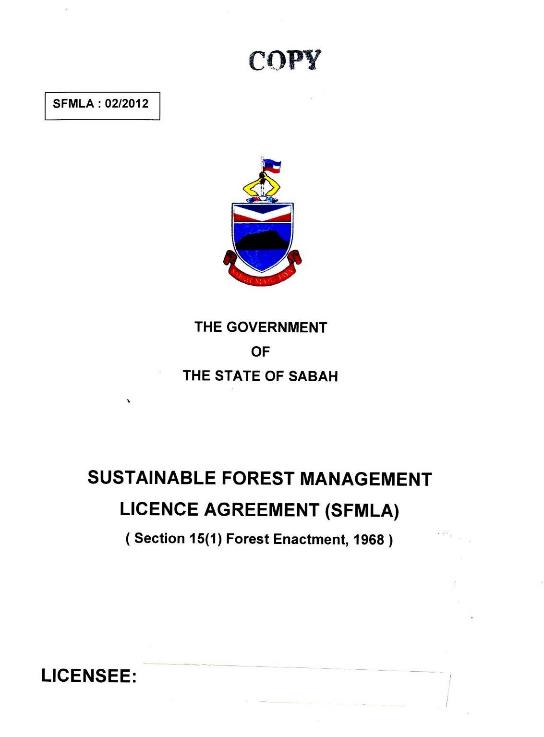 COPY
SFMLA : 02/2012
THE GOVERNMENT
OF
THE STATE OF SABAH
SUSTAINABLE FOREST MANAGEMENT
LICENCE AGREEMENT (SFMLA)
( Section 15(1) Forest Enactment, 1968 )
LICENSEE: